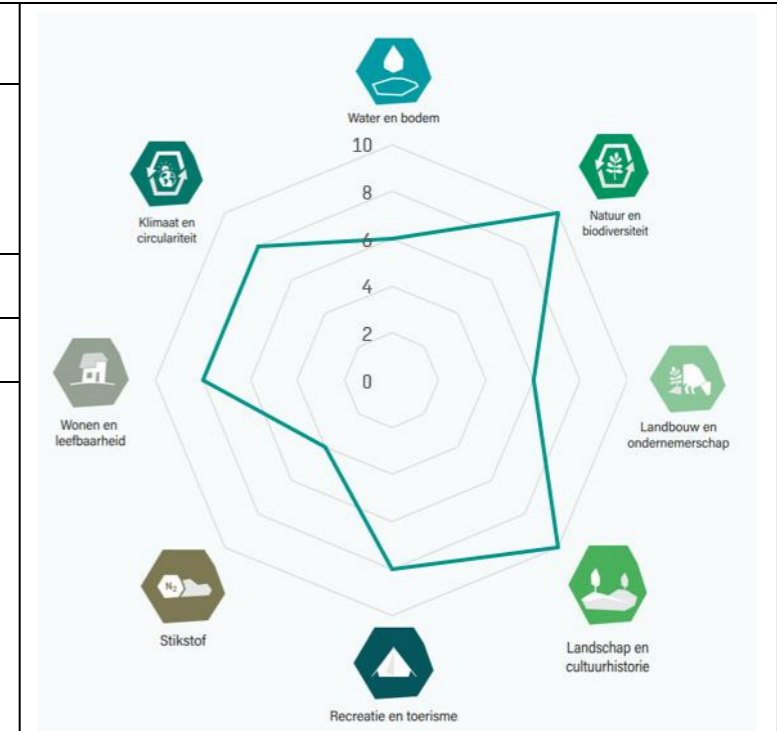 Water en bodem
10
8
6
4
2
0
Natuur en
biodiversiteit
Landbouw en
ondernemerschap
Landschap en
cultuurhistorie
Recreatie en toerisme
N2
Stikstof
Wonen en
leefbaarheid
Klimaat en
circulariteit